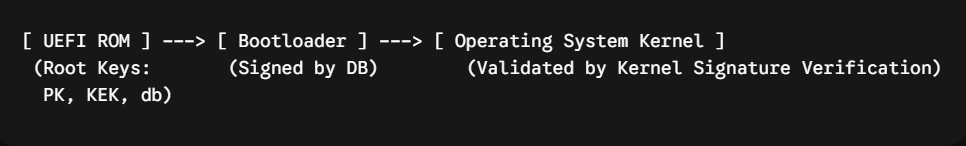 [ UEFI ROM ] ---> [ Bootloader ] ---> [ Operating System Kernel ]
(Root Keys: (Signed by DB) (Validated by Kernel Signature Verification)
PK, KEK, db)